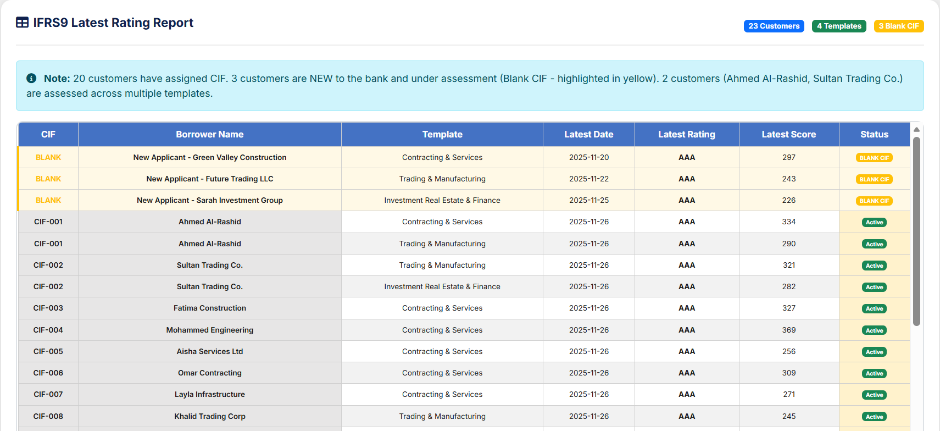 IFRS9 Latest Rating Report
23 Customers 4 Templates 3 Blank CIF
Note: 20 customers have assigned CIF. 3 customers are NEW to the bank and under assessment (Blank CIF - highlighted in yellow). 2 customers (Ahmed Al-Rashid, Sultan Trading Co.)
are assessed across multiple templates.
CIF Borrower Name Template Latest Date Latest Rating Latest Score Status
BLANK New Applicant - Green Valley Construction Contracting & Services 2025-11-20 AAA 297 BLANK CIF
BLANK New Applicant - Future Trading LLC Trading & Manufacturing 2025-11-22 AAA 243 BLANK CIF
BLANK New Applicant - Sarah Investment Group Investment Real Estate & Finance 2025-11-25 AAA 226 BLANK CIF
CIF-001 Ahmed Al-Rashid Contracting & Services 2025-11-26 AAA 334 Active
CIF-001 Ahmed Al-Rashid Trading & Manufacturing 2025-11-26 AAA 290 Active
CIF-002 Sultan Trading Co. Trading & Manufacturing 2025-11-26 AAA 321 Active
CIF-002 Sultan Trading Co. Investment Real Estate & Finance 2025-11-26 AAA 282 Active
CIF-003 Fatima Construction Contracting & Services 2025-11-26 AAA 327 Active
CIF-004 Mohammed Engineering Contracting & Services 2025-11-26 AAA 369 Active
CIF-005 Aisha Services Ltd Contracting & Services 2025-11-26 AAA 256 Active
CIF-006 Omar Contracting Contracting & Services 2025-11-26 AAA 309 Active
CIF-007 Layla Infrastructure Contracting & Services 2025-11-26 AAA 271 Active
CIF-008 Khalid Trading Corp Trading & Manufacturing 2025-11-26 AAA 245 Active